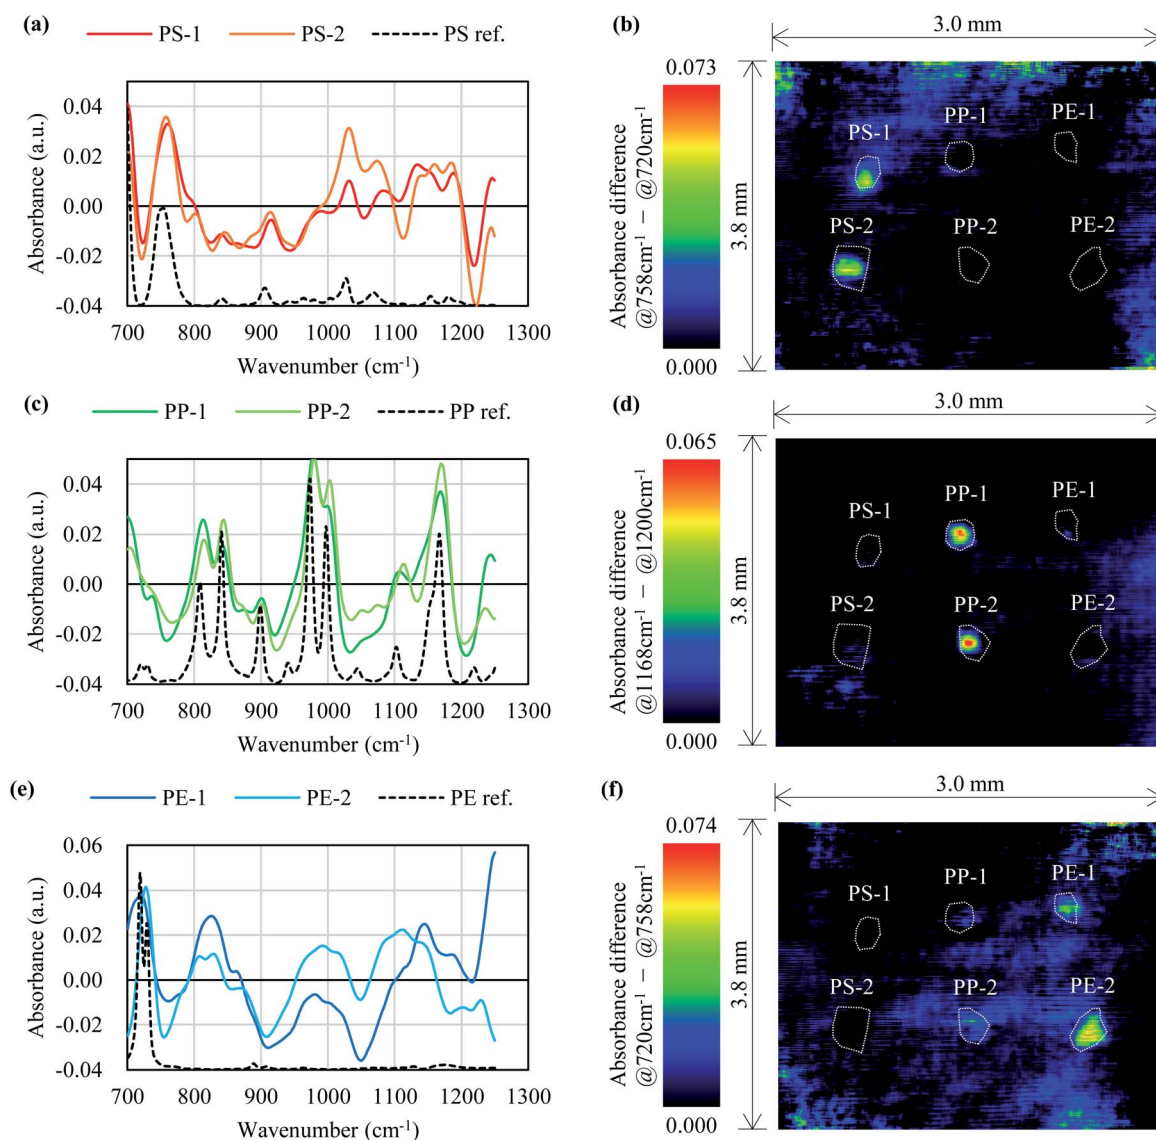 (a)
PS-1 PS-2 PS ref.
Absorbance (a.u.)
0.04
0.02
0.00
-0.02
-0.04
700 800 900 1000 1100 1200 1300
Wavenumber (cm⁻¹)
(b)
3.0 mm
0.073
Absorbance difference
@758cm⁻¹ − @720cm⁻¹
0.000
3.8 mm
PS-1 PP-1 PE-1
PS-2 PP-2 PE-2
(c)
PP-1 PP-2 PP ref.
Absorbance (a.u.)
0.04
0.02
0.00
-0.02
-0.04
700 800 900 1000 1100 1200 1300
Wavenumber (cm⁻¹)
(d)
3.0 mm
0.065
Absorbance difference
@1168cm⁻¹ − @1200cm⁻¹
0.000
3.8 mm
PS-1 PP-1 PE-1
PS-2 PP-2 PE-2
(e)
PE-1 PE-2 PE ref.
Absorbance (a.u.)
0.06
0.04
0.02
0.00
-0.02
-0.04
700 800 900 1000 1100 1200 1300
Wavenumber (cm⁻¹)
(f)
3.0 mm
0.074
Absorbance difference
@720cm⁻¹ − @758cm⁻¹
0.000
3.8 mm
PS-1 PP-1 PE-1
PS-2 PP-2 PE-2